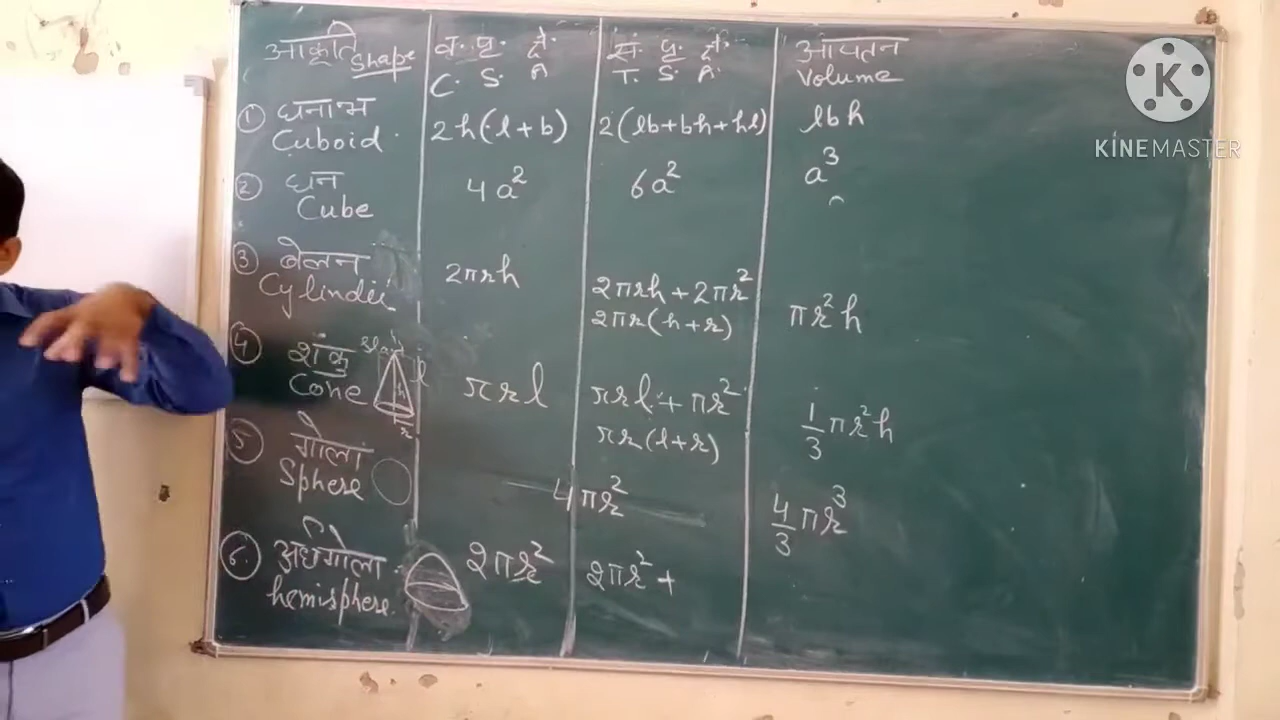 आकृति Shape व. पृ. क्षे. C. S. A सं. पृ. क्षे. T. S. A. आयतन Volume
① घनाभ Cuboid 2h(l+b) 2(lb+bh+hl) lbh
② घन Cube 4a² 6a² a³
③ बेलन Cylinder 2πrh 2πrh+2πr² πr²h
2πr(h+r)
④ शंकु Cone l h r πrl πrl+πr² 1/3 πr²h
πr(l+r)
⑤ गोला Sphere 4πr² 4/3 πr³
⑥ अर्धगोला hemisphere 2πr² 2πr²+
K
KINEMASTER